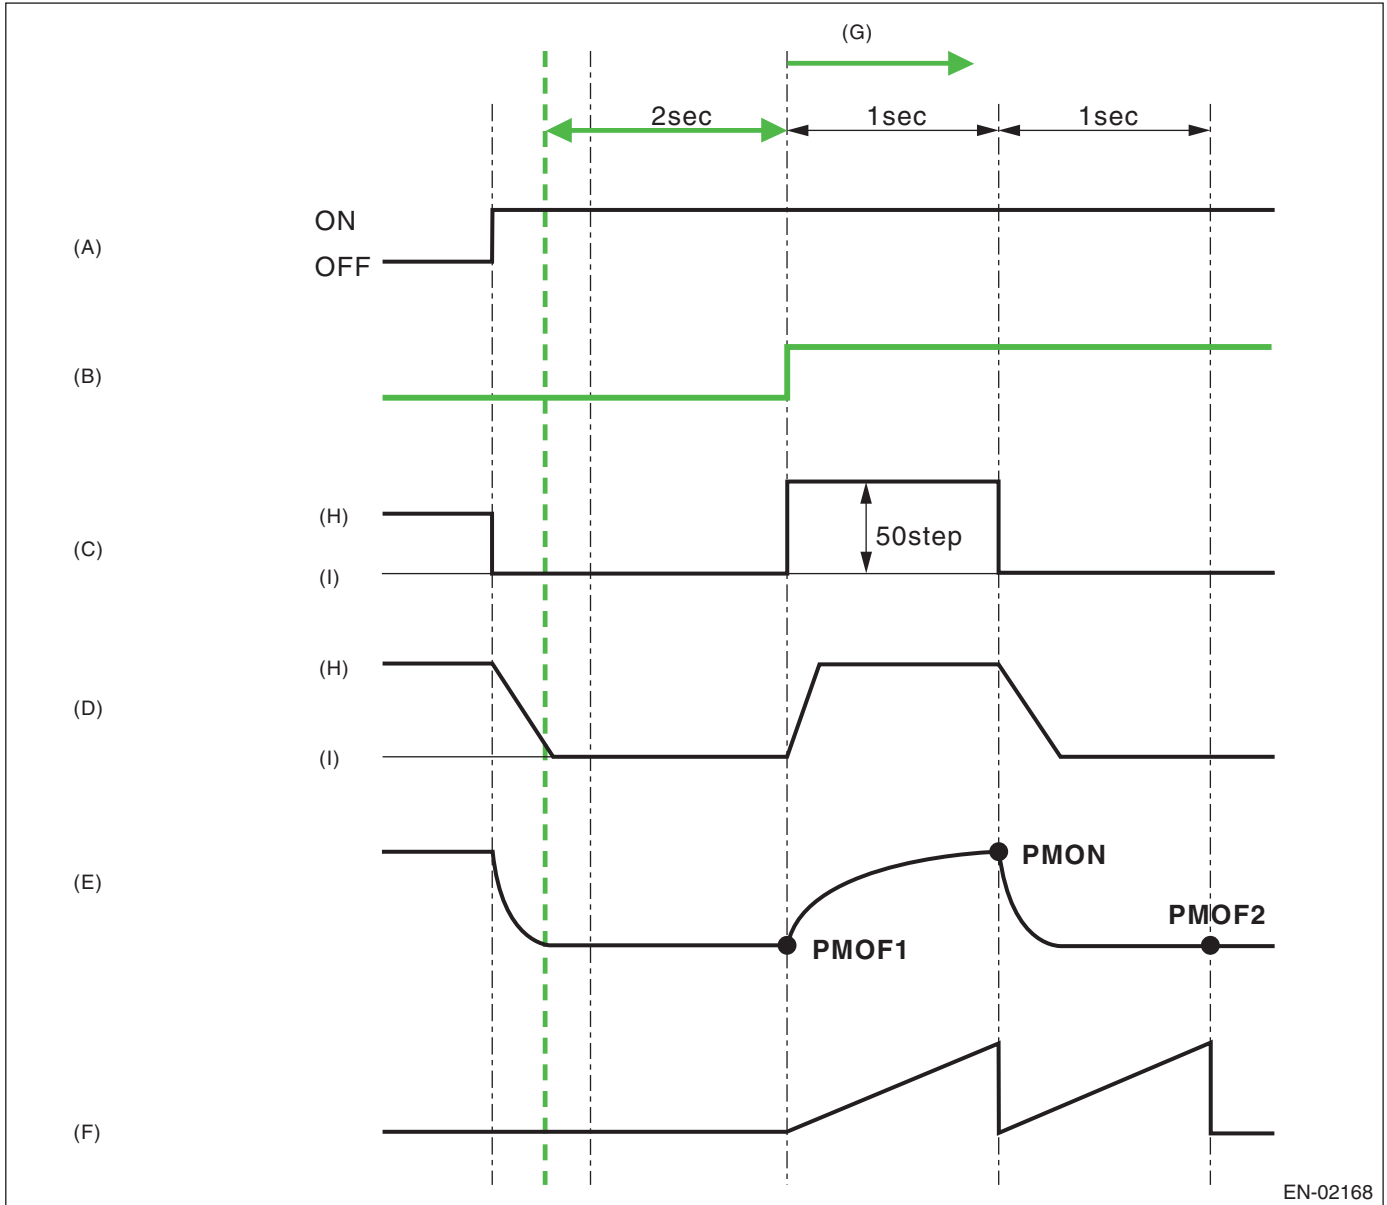 (G)
2sec 1sec 1sec
ON
(A)
OFF
(B)
(H)
(C) 50step
(I)
(H)
(D)
(I)
PMON
(E)
PMOF2
PMOF1
(F)
EN-02168